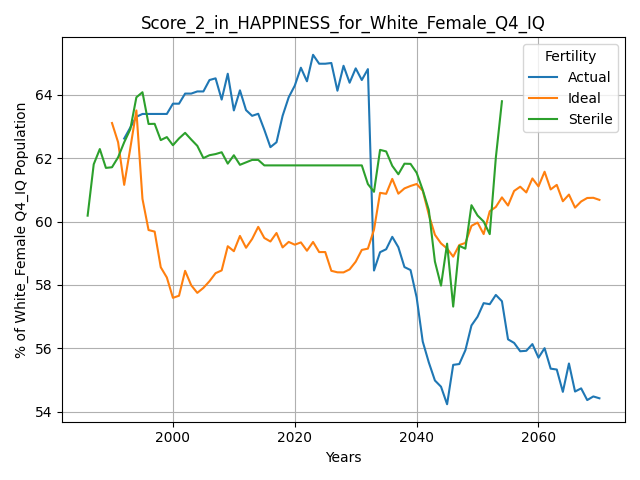 Score_2_in_HAPPINESS_for_White_Female_Q4_IQ
Fertility
Actual
Ideal
Sterile
% of White_Female Q4_IQ Population
64
62
60
58
56
54
2000
2020
2040
2060
Years